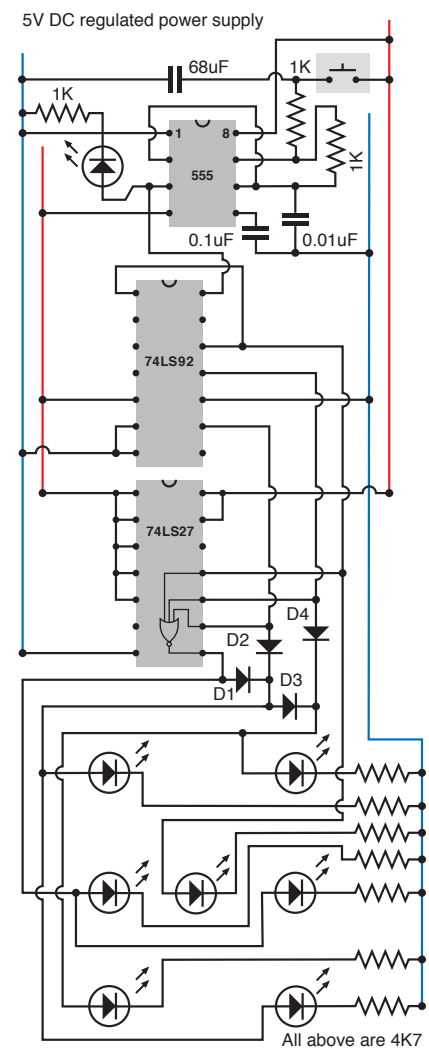 5V DC regulated power supply
68uF
1K
1K
1 8
555
1K
0.1uF
0.01uF
74LS92
74LS27
D4
D2
D3
D1
All above are 4K7